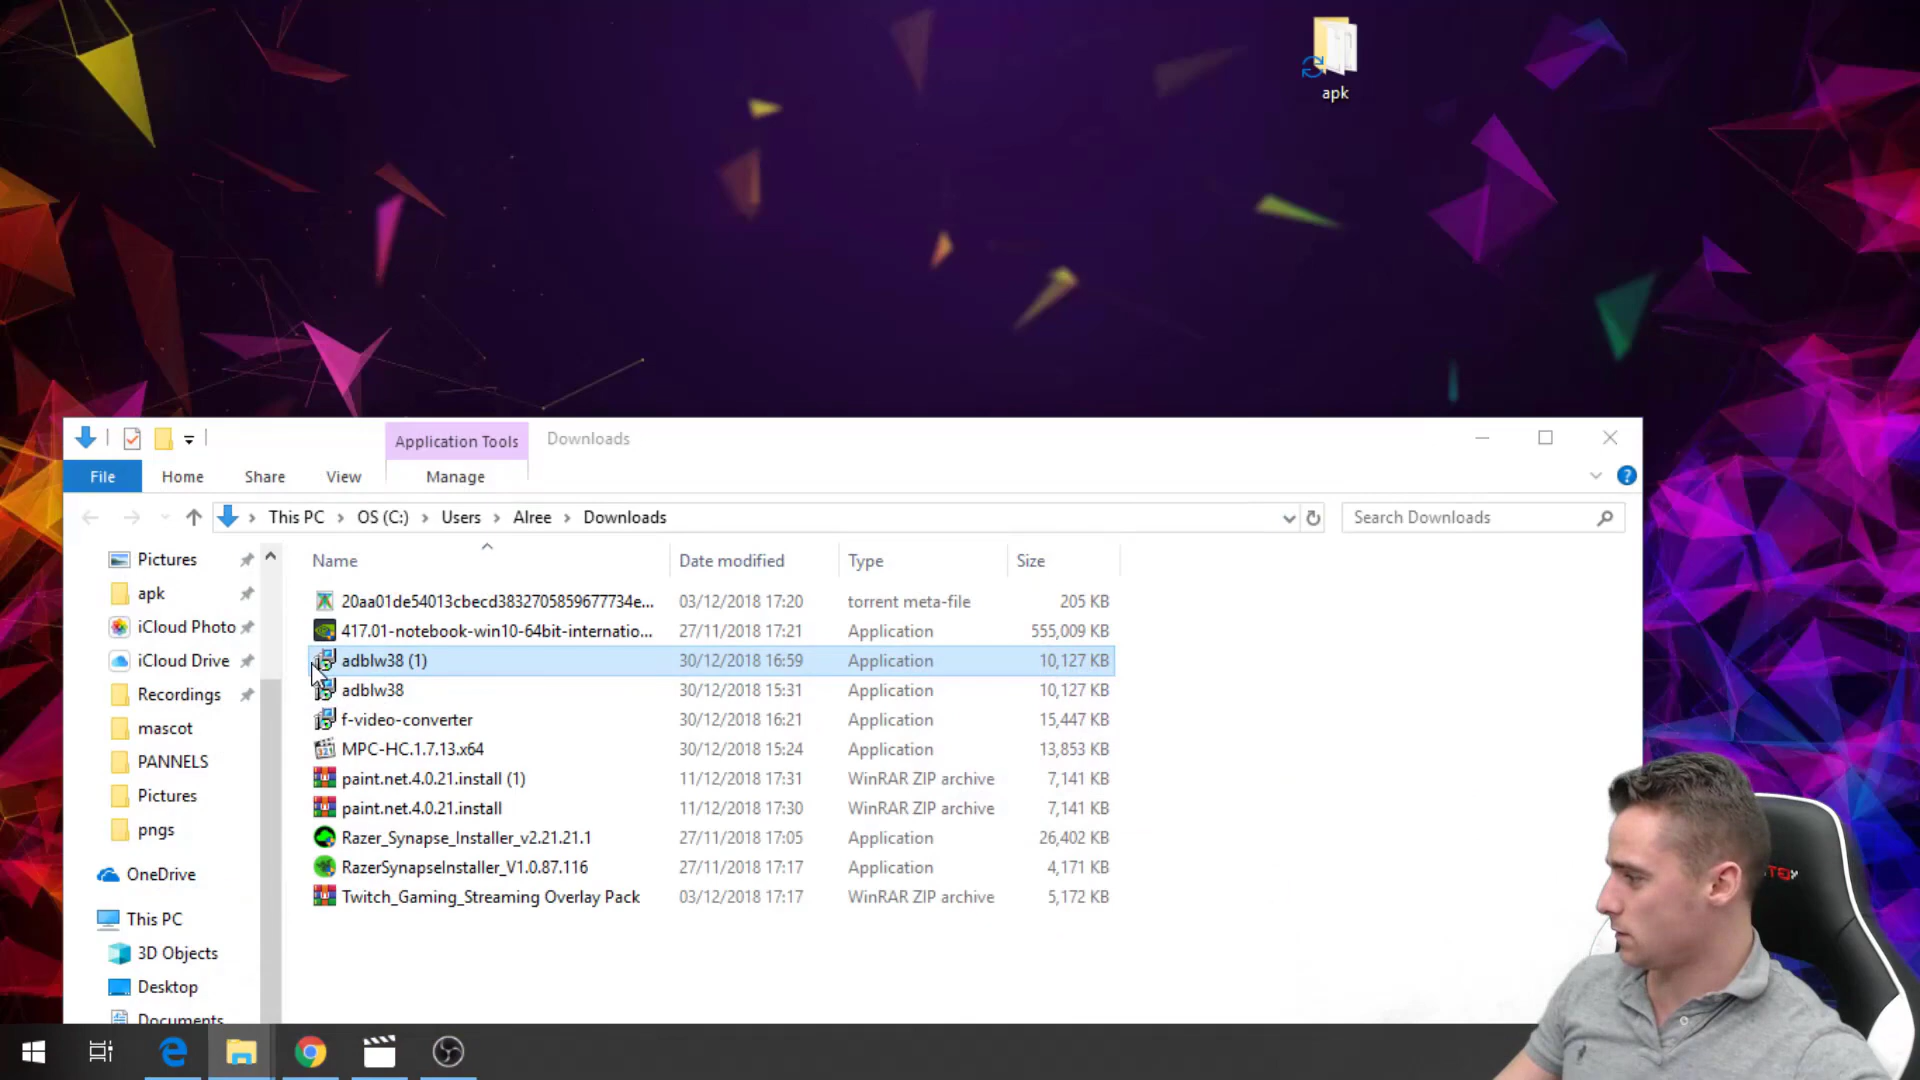 apk
Application Tools
Downloads
File
Home
Share
View
Manage
This PC
OS (C:)
Users
Alree
Downloads
Search Downloads
Pictures
apk
iCloud Photo
iCloud Drive
Recordings
mascot
PANNELS
Pictures
pngs
OneDrive
This PC
3D Objects
Desktop
Documents
Name Date modified Type Size
20aa01de54013cbecd3832705859677734e... 03/12/2018 17:20 torrent meta-file 205 KB
417.01-notebook-win10-64bit-internatio... 27/11/2018 17:21 Application 555,009 KB
adblw38 (1) 30/12/2018 16:59 Application 10,127 KB
adblw38 30/12/2018 15:31 Application 10,127 KB
f-video-converter 30/12/2018 16:21 Application 15,447 KB
MPC-HC.1.7.13.x64 30/12/2018 15:24 Application 13,853 KB
paint.net.4.0.21.install (1) 11/12/2018 17:31 WinRAR ZIP archive 7,141 KB
paint.net.4.0.21.install 11/12/2018 17:30 WinRAR ZIP archive 7,141 KB
Razer_Synapse_Installer_v2.21.21.1 27/11/2018 17:05 Application 26,402 KB
RazerSynapseInstaller_V1.0.87.116 27/11/2018 17:17 Application 4,171 KB
Twitch_Gaming_Streaming Overlay Pack 03/12/2018 17:17 WinRAR ZIP archive 5,172 KB